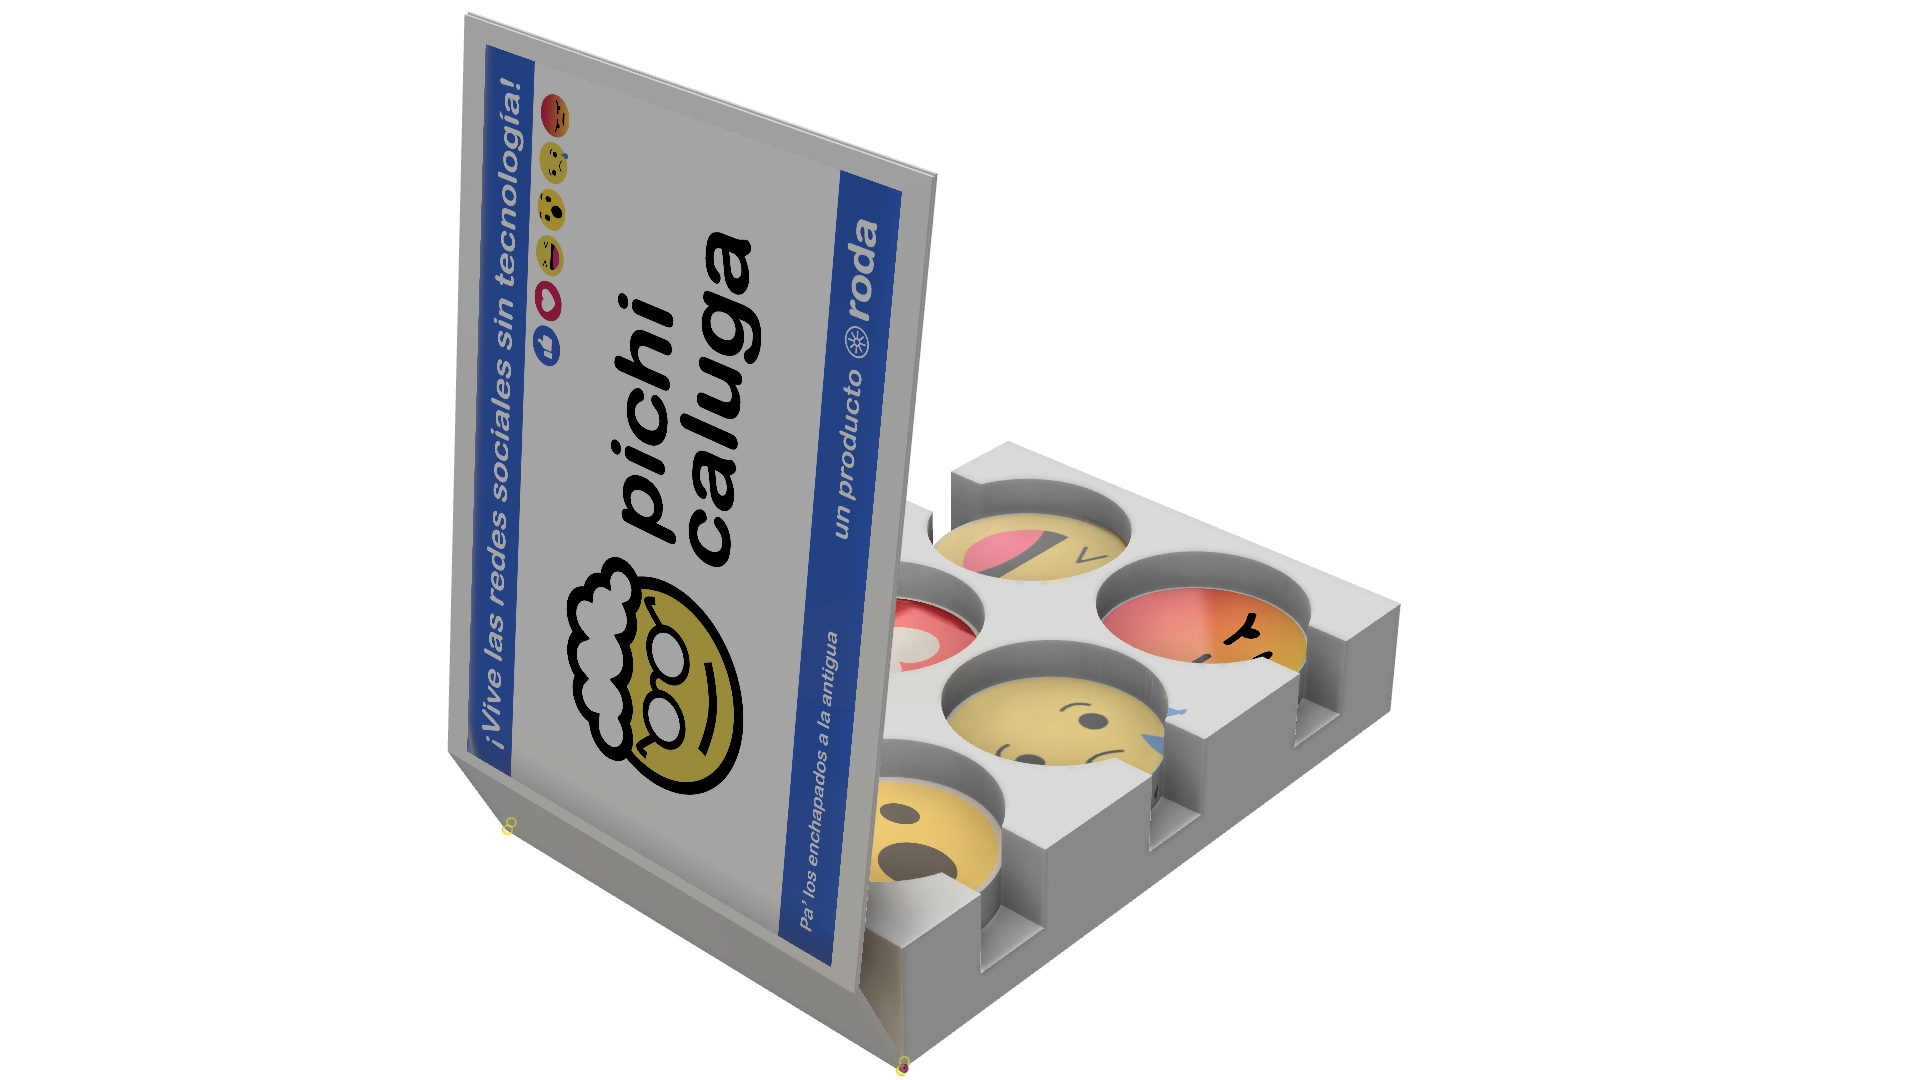 ¡Vive las redes sociales sin tecnología!
pichi
caluga
Pa' los enchapados a la antigua
un producto roda